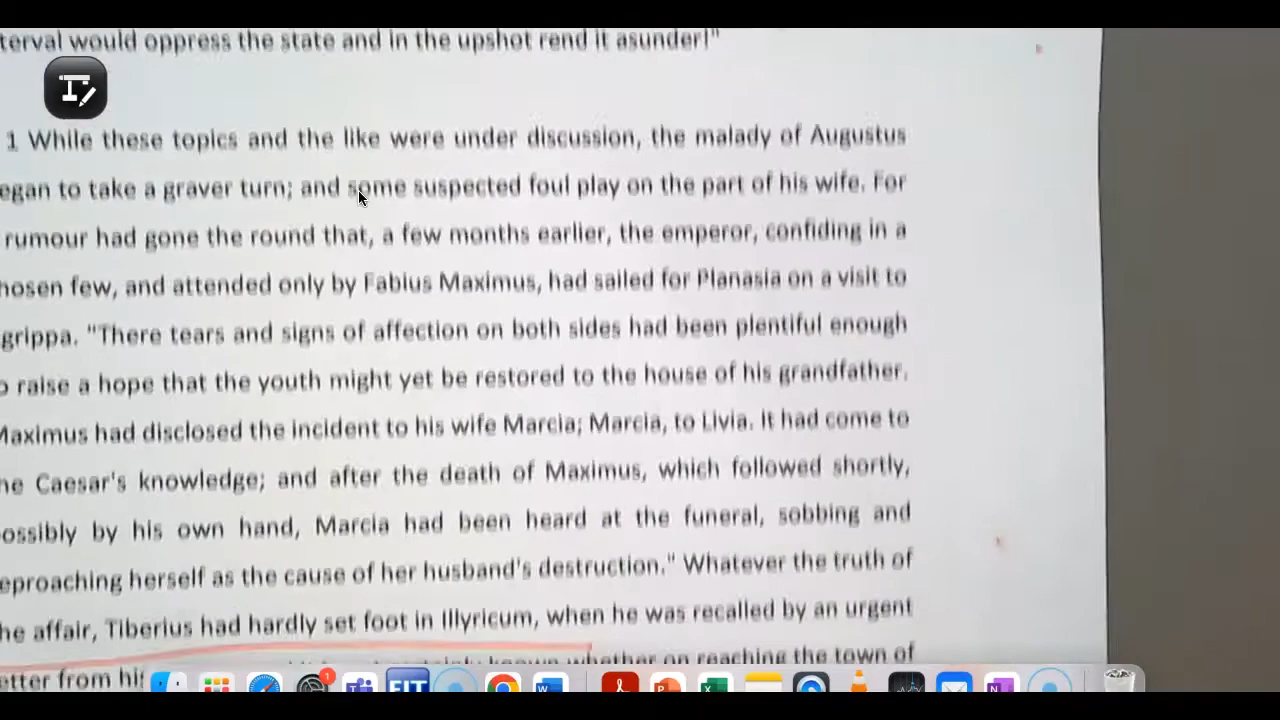 terval would oppress the state and in the upshot rend it asunder!"
1 While these topics and the like were under discussion, the malady of Augustus
egan to take a graver turn; and some suspected foul play on the part of his wife. For
rumour had gone the round that, a few months earlier, the emperor, confiding in a
hosen few, and attended only by Fabius Maximus, had sailed for Planasia on a visit to
grippa. "There tears and signs of affection on both sides had been plentiful enough
o raise a hope that the youth might yet be restored to the house of his grandfather.
Maximus had disclosed the incident to his wife Marcia; Marcia, to Livia. It had come to
he Caesar's knowledge; and after the death of Maximus, which followed shortly,
ossibly by his own hand, Marcia had been heard at the funeral, sobbing and
eproaching herself as the cause of her husband's destruction." Whatever the truth of
he affair, Tiberius had hardly set foot in Illyricum, when he was recalled by an urgent
etter from his known whether on reaching the town of
1
FIT